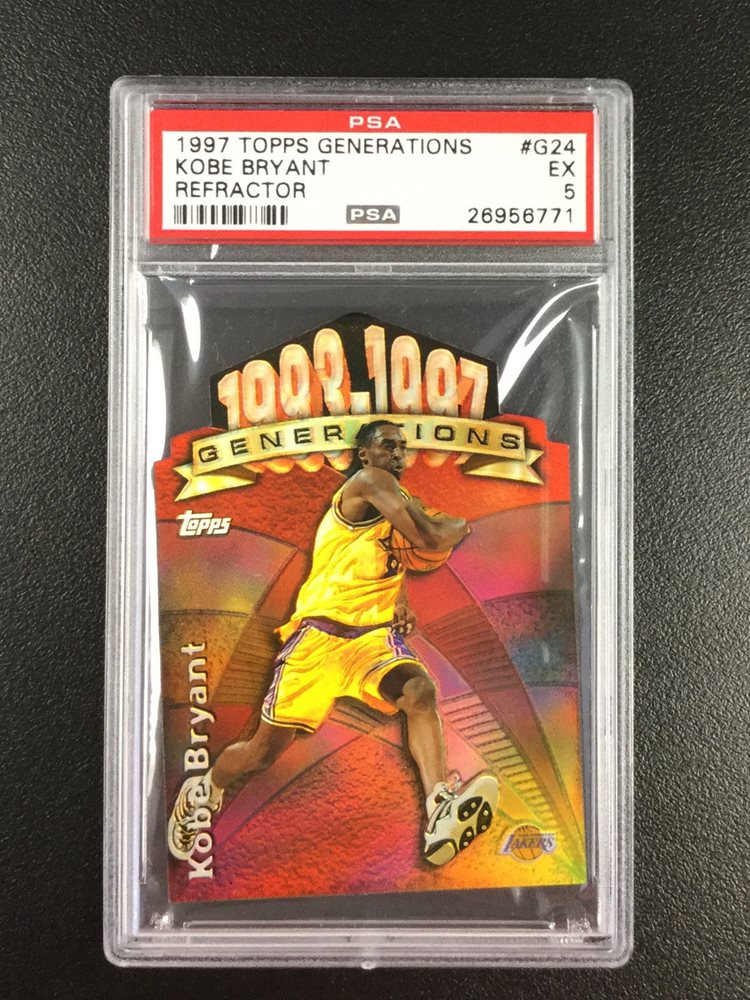 PSA
1997 TOPPS GENERATIONS #G24
KOBE BRYANT EX
REFRACTOR 5
PSA 26956771
1993-1997
GENERATIONS
Topps
Kobe Bryant
LAKERS